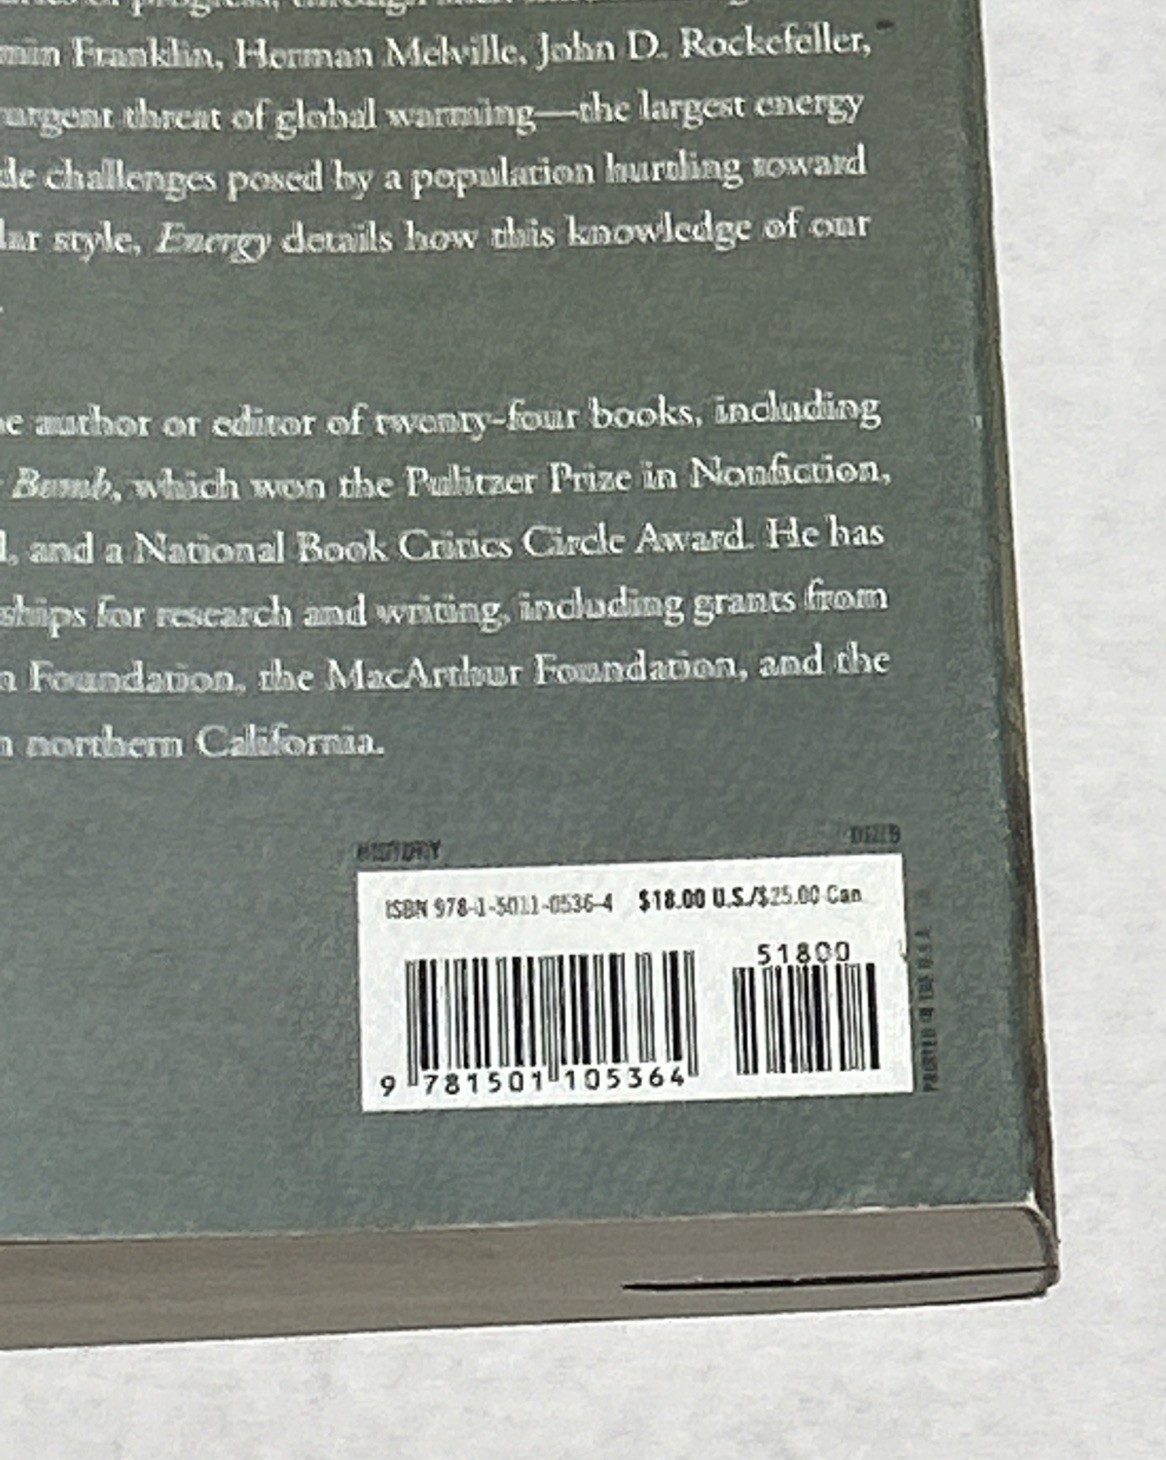 min Franklin, Herman Melville, John D. Rockefeller,
urgent threat of global warming—the largest energy
de challenges posed by a population hurtling toward
lar style, Energy details how this knowledge of our
e author or editor of twenty-four books, including
Bomb, which won the Pulitzer Prize in Nonfiction,
l, and a National Book Critics Circle Award. He has
ships for research and writing, including grants from
n Foundation, the MacArthur Foundation, and the
n northern California.
HISTORY
ISBN 978-1-5011-0536-4 $18.00 U.S./$25.00 Can
51800
9 781501 105364
PRINTED IN THE U.S.A